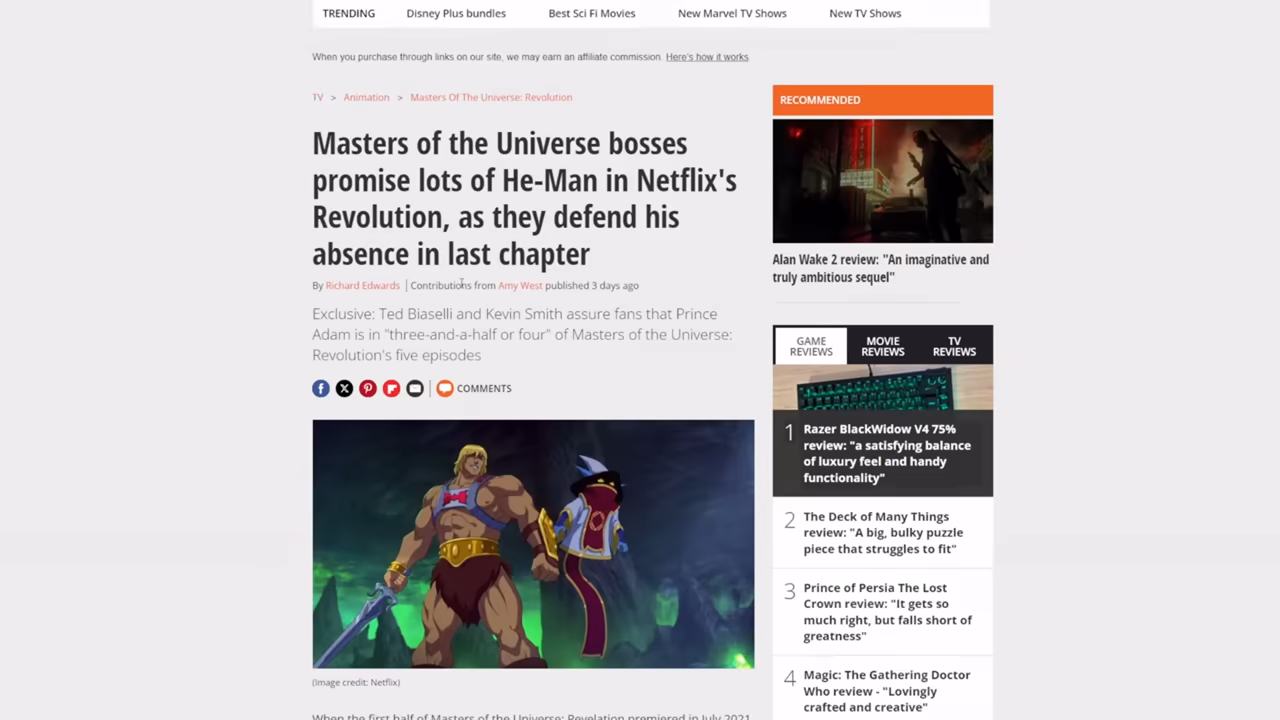 TRENDING Disney Plus bundles Best Sci Fi Movies New Marvel TV Shows New TV Shows
When you purchase through links on our site, we may earn an affiliate commission. Here's how it works.
TV > Animation > Masters Of The Universe: Revolution
Masters of the Universe bosses
promise lots of He-Man in Netflix's
Revolution, as they defend his
absence in last chapter
By Richard Edwards | Contributions from Amy West published 3 days ago
Exclusive: Ted Biaselli and Kevin Smith assure fans that Prince
Adam is in "three-and-a-half or four" of Masters of the Universe:
Revolution's five episodes
COMMENTS
(Image credit: Netflix)
When the first half of Masters of the Universe: Revelation premiered in July 2021,
RECOMMENDED
Alan Wake 2 review: "An imaginative and
truly ambitious sequel"
GAME
REVIEWS
MOVIE
REVIEWS
TV
REVIEWS
1 Razer BlackWidow V4 75%
review: "a satisfying balance
of luxury feel and handy
functionality"
2 The Deck of Many Things
review: "A big, bulky puzzle
piece that struggles to fit"
3 Prince of Persia The Lost
Crown review: "It gets so
much right, but falls short of
greatness"
4 Magic: The Gathering Doctor
Who review - "Lovingly
crafted and creative"